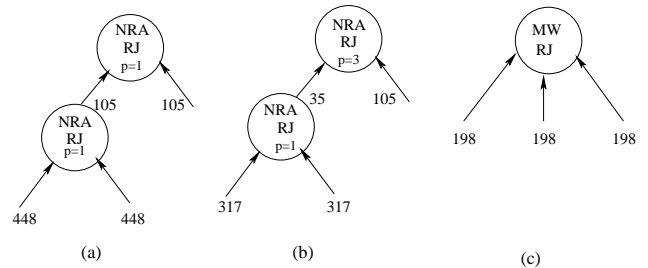 NRA
RJ
p=1
105
105
NRA
RJ
p=1
448
448
(a)
NRA
RJ
p=3
35
105
NRA
RJ
p=1
317
317
(b)
MW
RJ
198
198
198
(c)